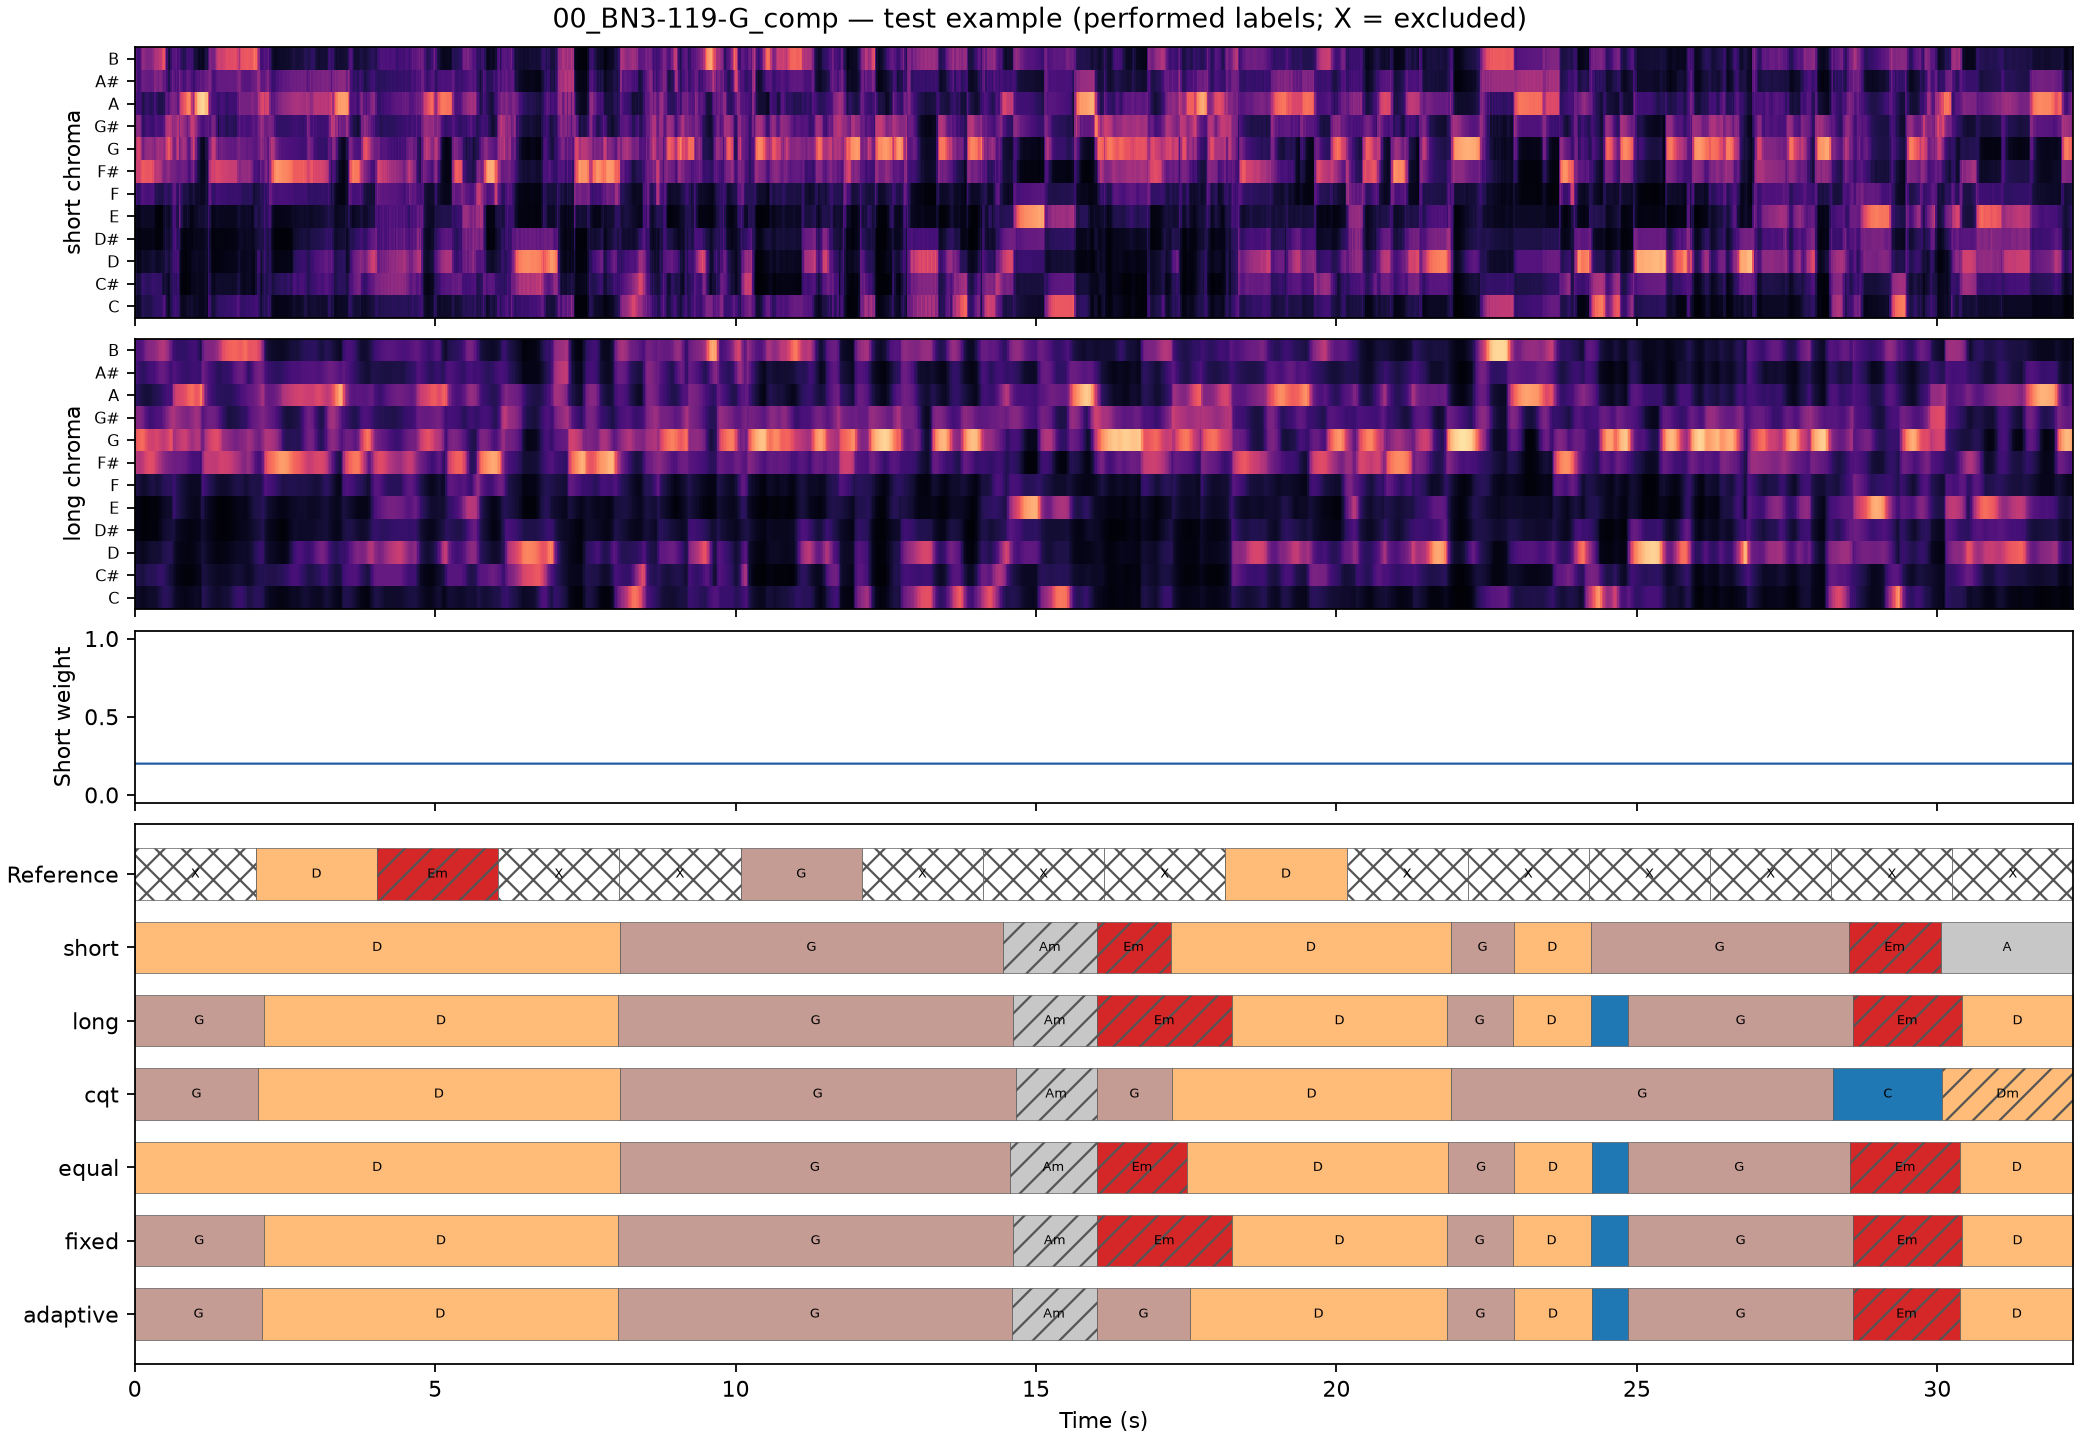 00_BN3-119-G_comp — test example (performed labels; X = excluded)
short chroma
B
A#
A
G#
G
F#
F
E
D#
D
C#
C
long chroma
B
A#
A
G#
G
F#
F
E
D#
D
C#
C
Short weight
1.0
0.5
0.0
Reference X D Em X X G X X X D X X X X X X
short D G Am Em D G D G Em A
long G D G Am Em D G D G Em D
cqt G D G Am G D G C Dm
equal D G Am Em D G D G Em D
fixed G D G Am Em D G D G Em D
adaptive G D G Am G D G D G Em D
0 5 10 15 20 25 30
Time (s)